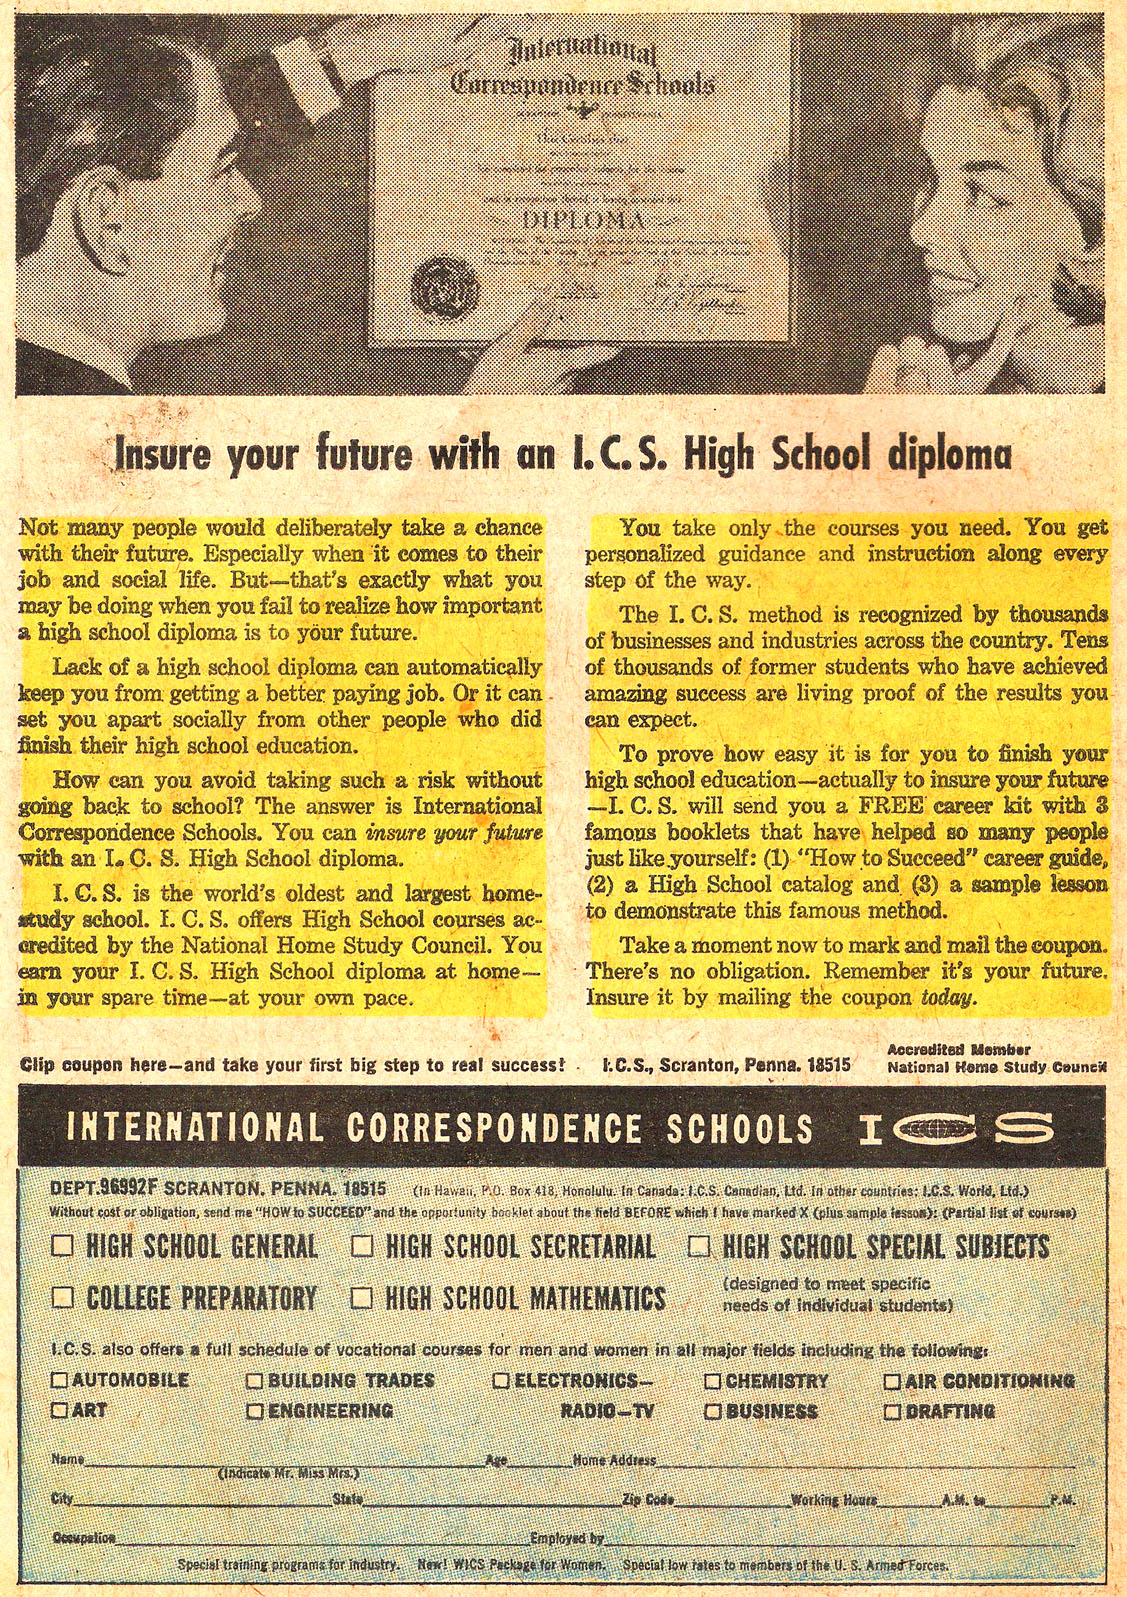 International
Correspondence Schools
SCRANTON PENNSYLVANIA
This Certifies that
DIPLOMA
Insure your future with an I.C.S. High School diploma
Not many people would deliberately take a chance
with their future. Especially when it comes to their
job and social life. But—that's exactly what you
may be doing when you fail to realize how important
a high school diploma is to your future.
Lack of a high school diploma can automatically
keep you from getting a better paying job. Or it can
set you apart socially from other people who did
finish their high school education.
How can you avoid taking such a risk without
going back to school? The answer is International
Correspondence Schools. You can insure your future
with an I. C. S. High School diploma.
I. C. S. is the world's oldest and largest home-
study school. I. C. S. offers High School courses ac-
credited by the National Home Study Council. You
earn your I. C. S. High School diploma at home—
in your spare time—at your own pace.
You take only the courses you need. You get
personalized guidance and instruction along every
step of the way.
The I. C. S. method is recognized by thousands
of businesses and industries across the country. Tens
of thousands of former students who have achieved
amazing success are living proof of the results you
can expect.
To prove how easy it is for you to finish your
high school education—actually to insure your future
—I. C. S. will send you a FREE career kit with 3
famous booklets that have helped so many people
just like yourself: (1) "How to Succeed" career guide,
(2) a High School catalog and (3) a sample lesson
to demonstrate this famous method.
Take a moment now to mark and mail the coupon.
There's no obligation. Remember it's your future.
Insure it by mailing the coupon today.
Clip coupon here—and take your first big step to real success! I.C.S., Scranton, Penna. 18515
Accredited Member
National Home Study Council
INTERNATIONAL CORRESPONDENCE SCHOOLS ICS
DEPT.96992F SCRANTON, PENNA. 18515 (In Hawaii, P.O. Box 418, Honolulu. In Canada: I.C.S. Canadian, Ltd. In other countries: I.C.S. World, Ltd.)
Without cost or obligation, send me "HOW to SUCCEED" and the opportunity booklet about the field BEFORE which I have marked X (plus sample lesson): (Partial list of courses)
HIGH SCHOOL GENERAL HIGH SCHOOL SECRETARIAL HIGH SCHOOL SPECIAL SUBJECTS
(designed to meet specific
COLLEGE PREPARATORY HIGH SCHOOL MATHEMATICS
needs of individual students)
I.C.S. also offers a full schedule of vocational courses for men and women in all major fields including the following:
AUTOMOBILE BUILDING TRADES ELECTRONICS— CHEMISTRY AIR CONDITIONING
ART ENGINEERING RADIO—TV BUSINESS DRAFTING
Name Age Home Address
(Indicate Mr. Miss Mrs.)
City State Zip Code Working Hours A.M. to P.M.
Occupation Employed by
Special training programs for industry. New! WICS Package for Women. Special low rates to members of the U. S. Armed Forces.